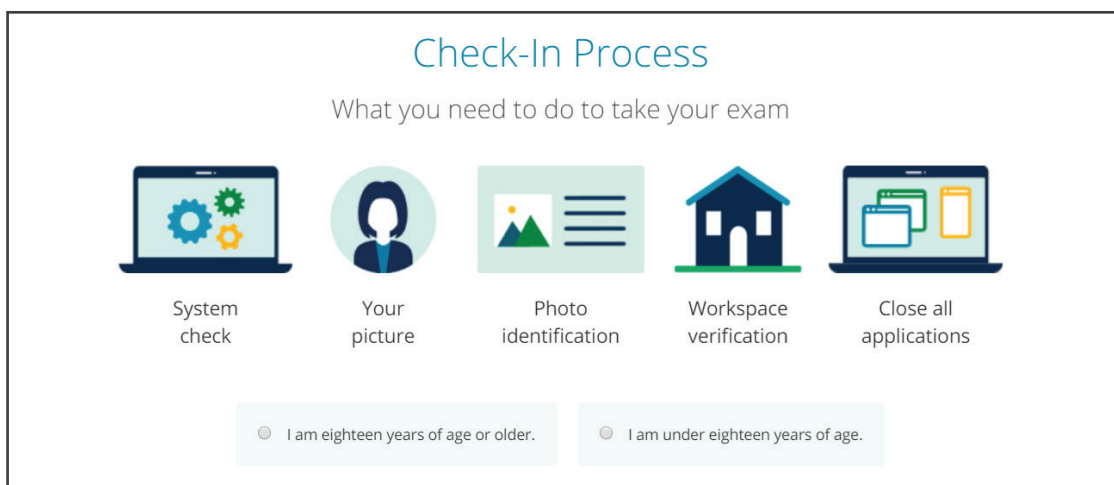 Check-In Process
What you need to do to take your exam
System
check
Your
picture
Photo
identification
Workspace
verification
Close all
applications
I am eighteen years of age or older.
I am under eighteen years of age.